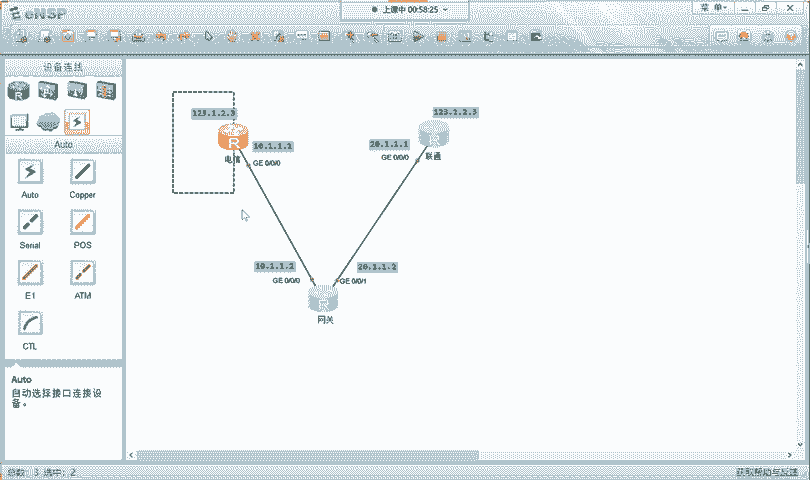 eNSP
上课中 00:58:25
菜 单
设备连线
Auto
Auto
Copper
Serial
POS
E1
ATM
CTL
Auto
自动选择接口连接设
备。
123.1.2.3
10.1.1.2
电信
GE 0/0/0
123.1.2.3
20.1.1.1
GE 0/0/0
联通
10.1.1.2
GE 0/0/0
20.1.1.2
GE 0/0/1
网关
总数: 3 选中: 2
获取帮助与反馈